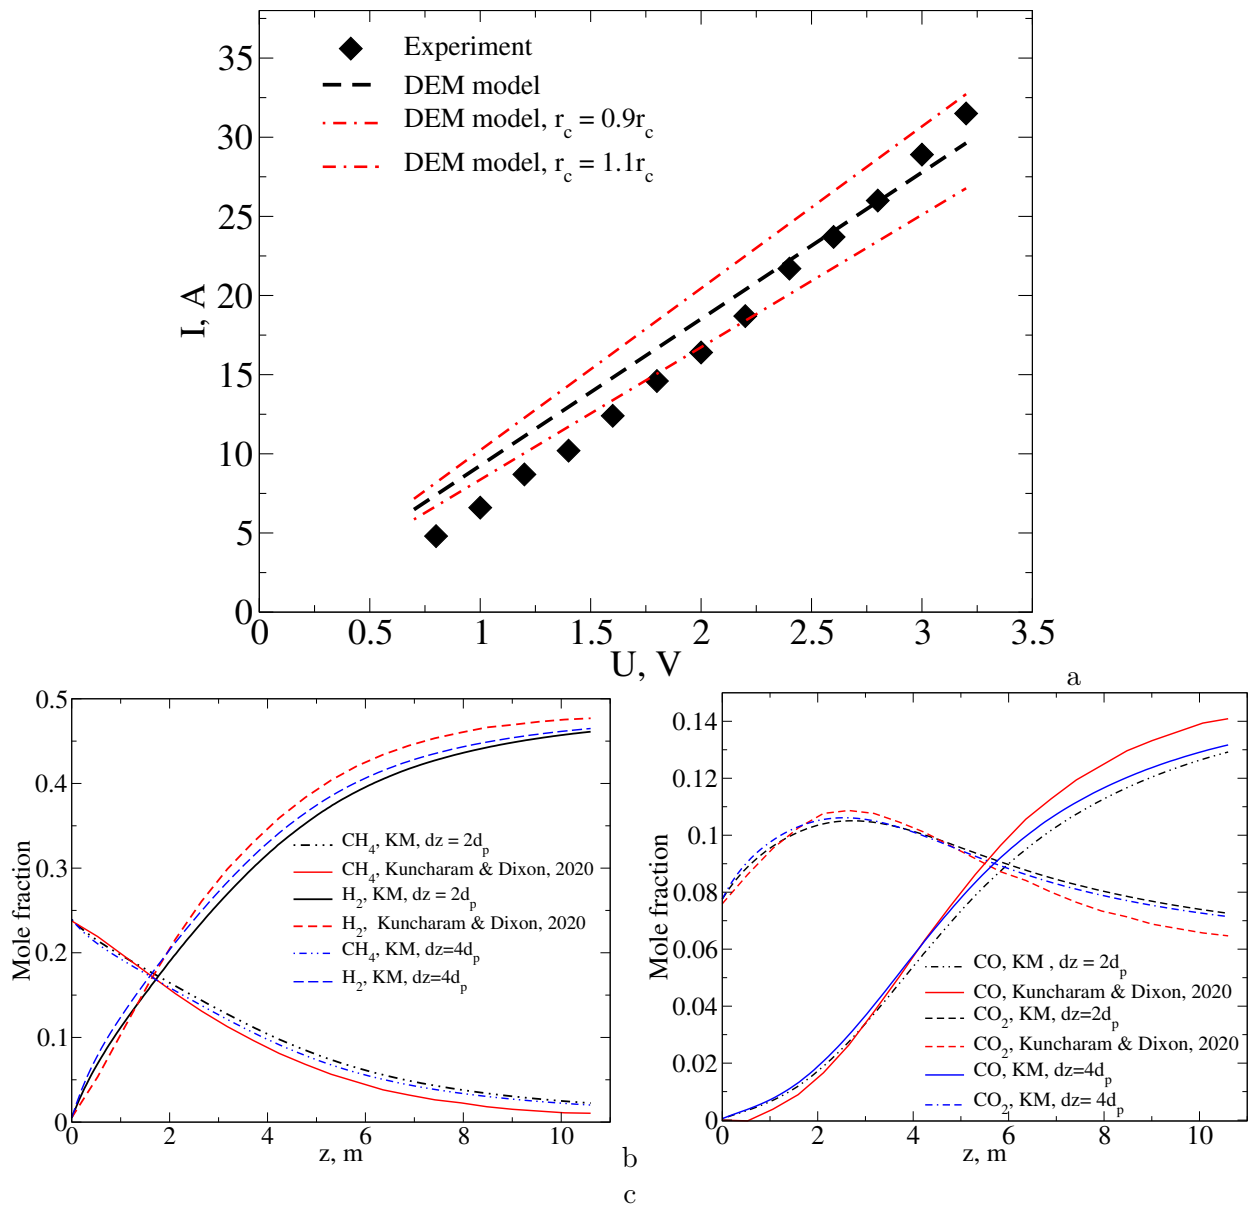 35
30
25
20
15
10
5
0
I, A
Experiment
DEM model
DEM model, r_c = 0.9r_c
DEM model, r_c = 1.1r_c
0 0.5 1 1.5 2 2.5 3 3.5
U, V
a
0.5
0.4
0.3
0.2
0.1
0
Mole fraction
CH_4, KM, dz = 2d_p
CH_4, Kuncharam & Dixon, 2020
H_2, KM, dz = 2d_p
H_2, Kuncharam & Dixon, 2020
CH_4, KM, dz=4d_p
H_2, KM, dz=4d_p
0 2 4 6 8 10
z, m
b
0.14
0.12
0.1
0.08
0.06
0.04
0.02
0
Mole fraction
CO, KM , dz = 2d_p
CO, Kuncharam & Dixon, 2020
CO_2, KM, dz=2d_p
CO_2, Kuncharam & Dixon, 2020
CO, KM, dz=4d_p
CO_2, KM, dz= 4d_p
0 2 4 6 8 10
z, m
c